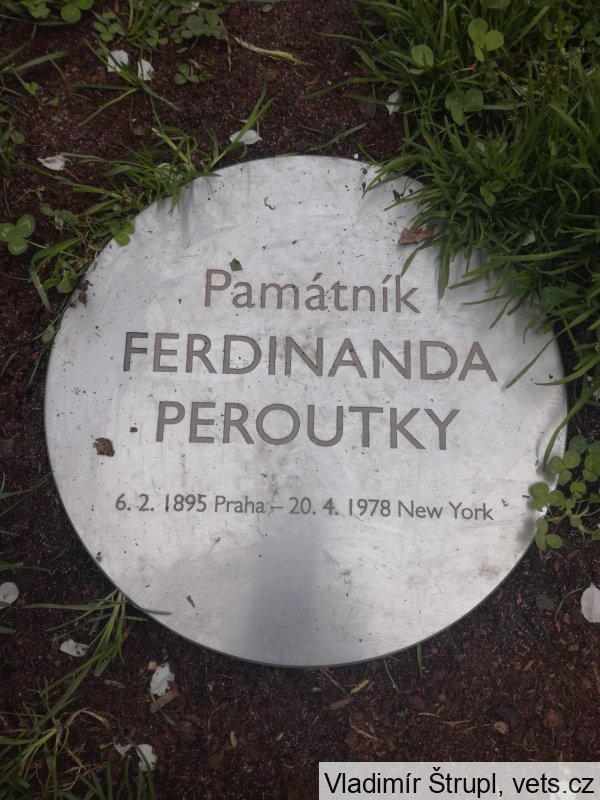 Památník
FERDINANDA
PEROUTKY
6. 2. 1895 Praha – 20. 4. 1978 New York
Vladimír Štrupl, vets.cz